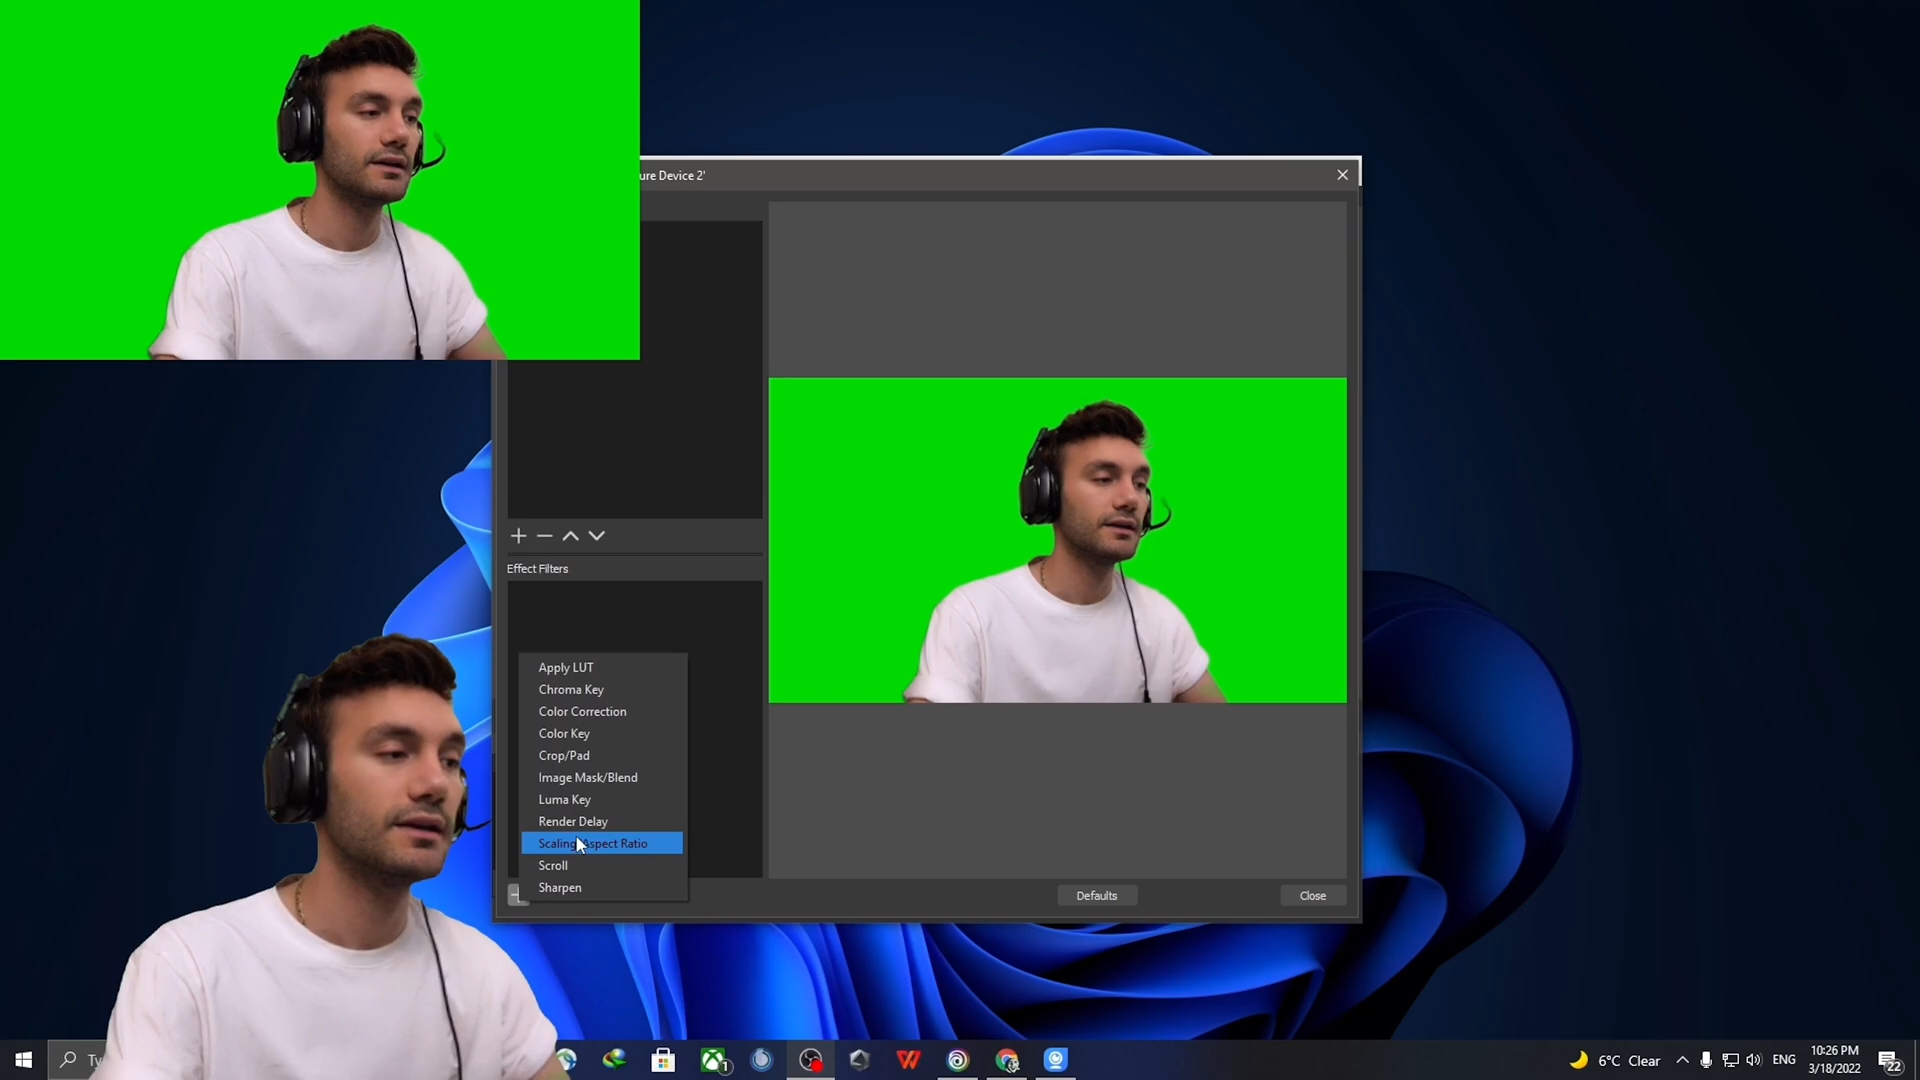 ure Device 2'
Effect Filters
Apply LUT
Chroma Key
Color Correction
Color Key
Crop/Pad
Image Mask/Blend
Luma Key
Render Delay
Scaling/Aspect Ratio
Scroll
Sharpen
Defaults
Close
Ty
1
6°C Clear
ENG
10:26 PM
3/18/2022
22